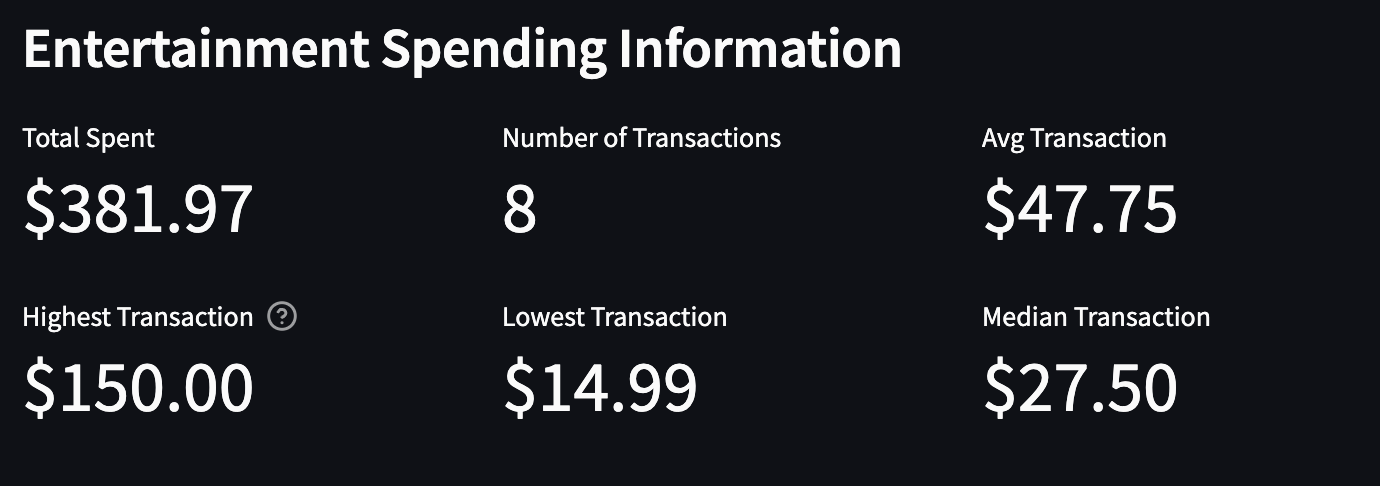 Entertainment Spending Information
Total Spent
$381.97
Number of Transactions
8
Avg Transaction
$47.75
Highest Transaction
$150.00
Lowest Transaction
$14.99
Median Transaction
$27.50